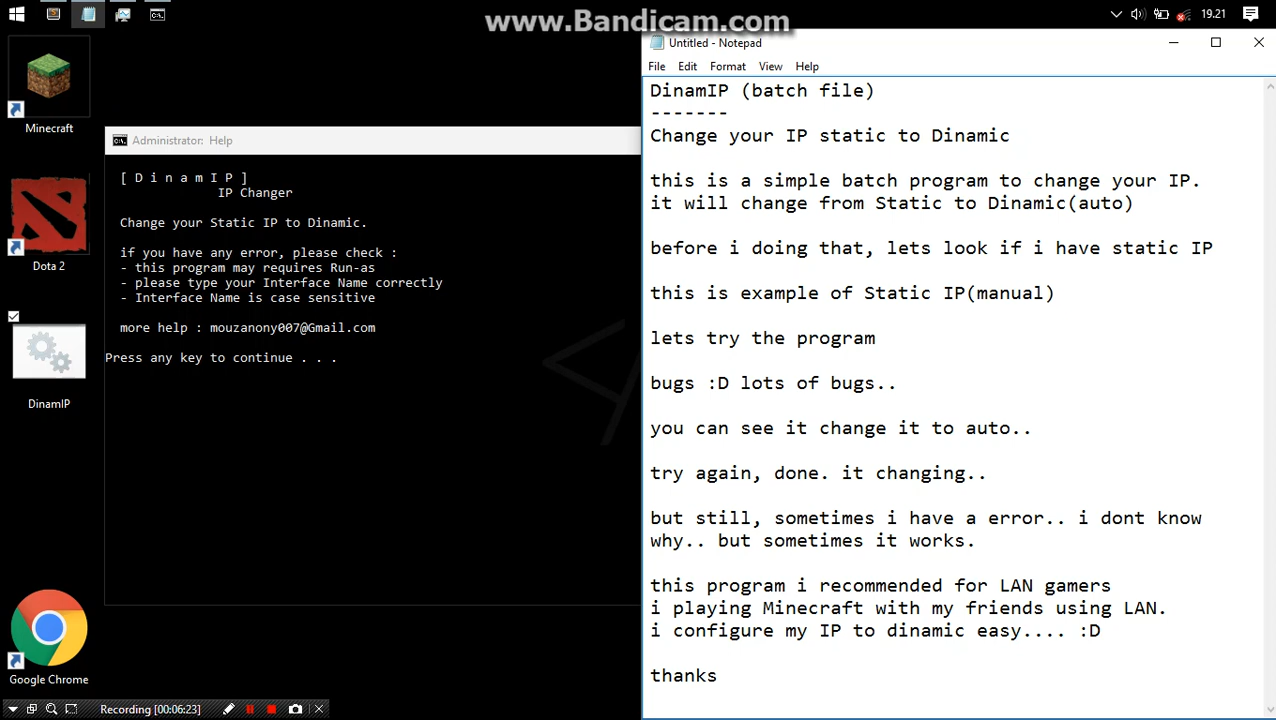 www.Bandicam.com
19.21
Minecraft
Dota 2
DinamIP
Google Chrome
Administrator: Help
[ D i n a m I P ]
IP Changer
Change your Static IP to Dinamic.
if you have any error, please check :
- this program may requires Run-as
- please type your Interface Name correctly
- Interface Name is case sensitive
more help : mouzanony007@Gmail.com
Press any key to continue . . .
Untitled - Notepad
File Edit Format View Help
DinamIP (batch file)
-------
Change your IP static to Dinamic
this is a simple batch program to change your IP.
it will change from Static to Dinamic(auto)
before i doing that, lets look if i have static IP
this is example of Static IP(manual)
lets try the program
bugs :D lots of bugs..
you can see it change it to auto..
try again, done. it changing..
but still, sometimes i have a error.. i dont know
why.. but sometimes it works.
this program i recommended for LAN gamers
i playing Minecraft with my friends using LAN.
i configure my IP to dinamic easy.... :D
thanks
Recording [00:06:23]